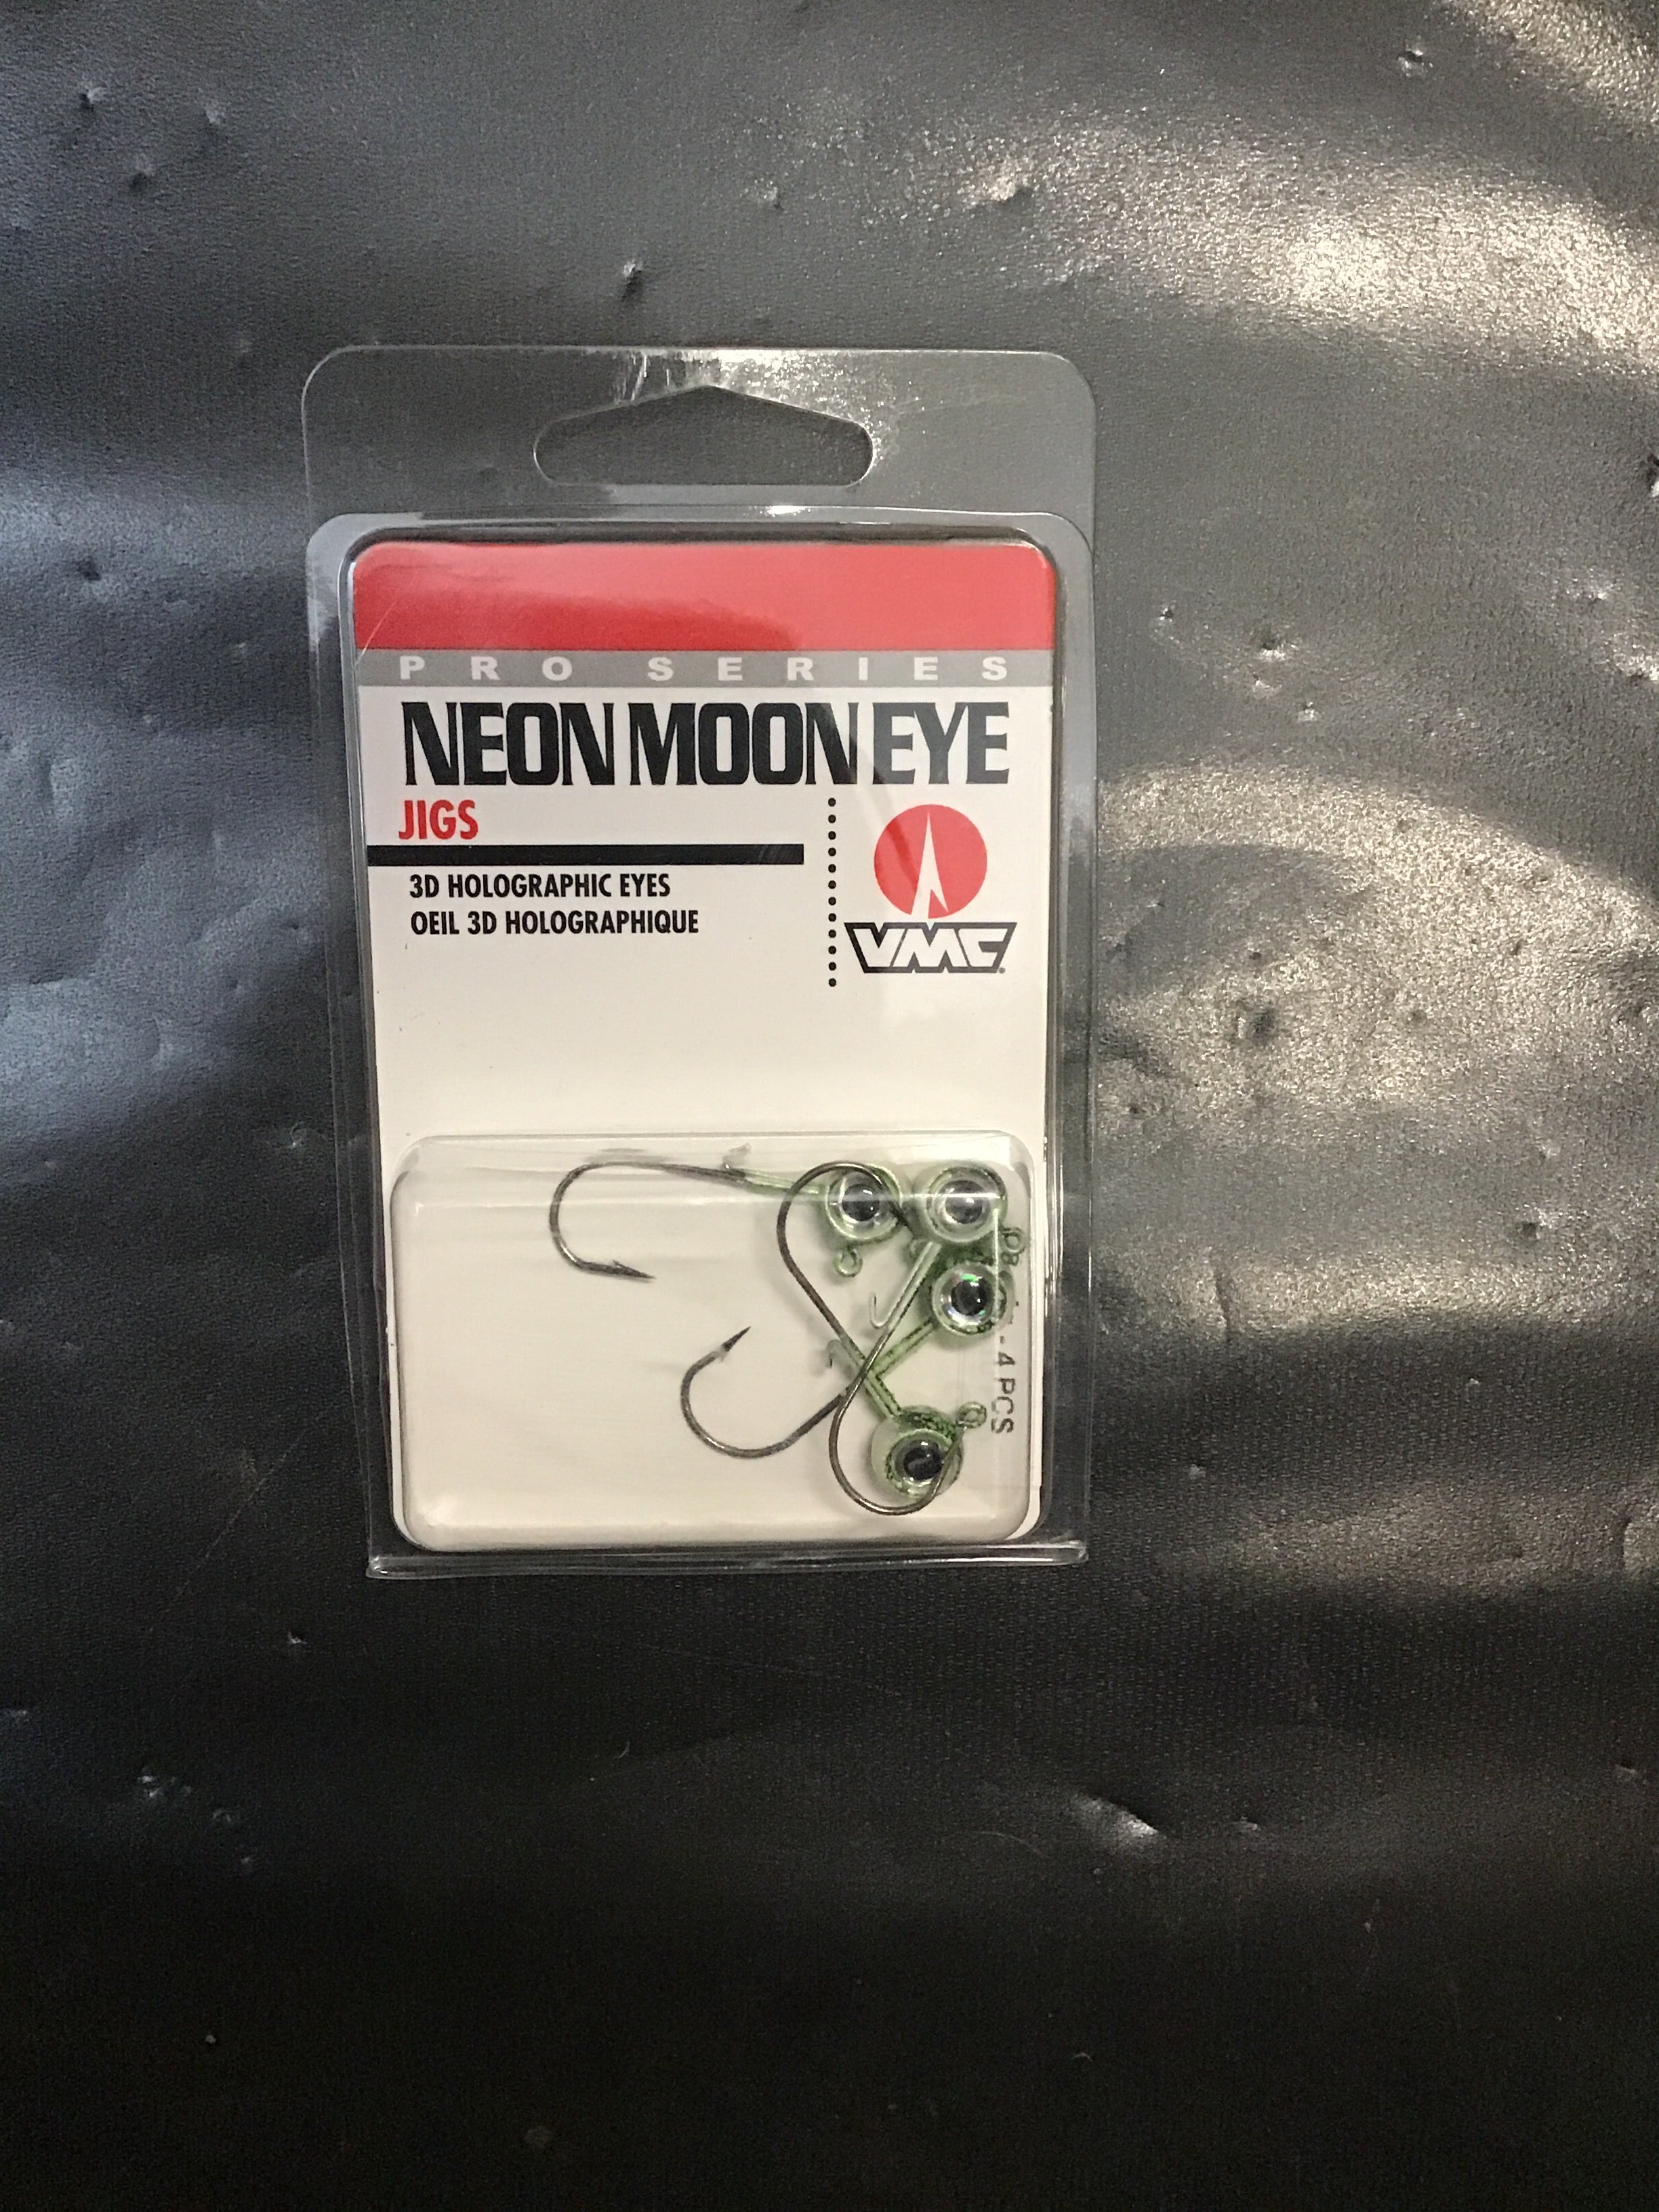 PRO SERIES
NEON MOON EYE
JIGS
3D HOLOGRAPHIC EYES
OEIL 3D HOLOGRAPHIQUE
VMC
- 4 PCS